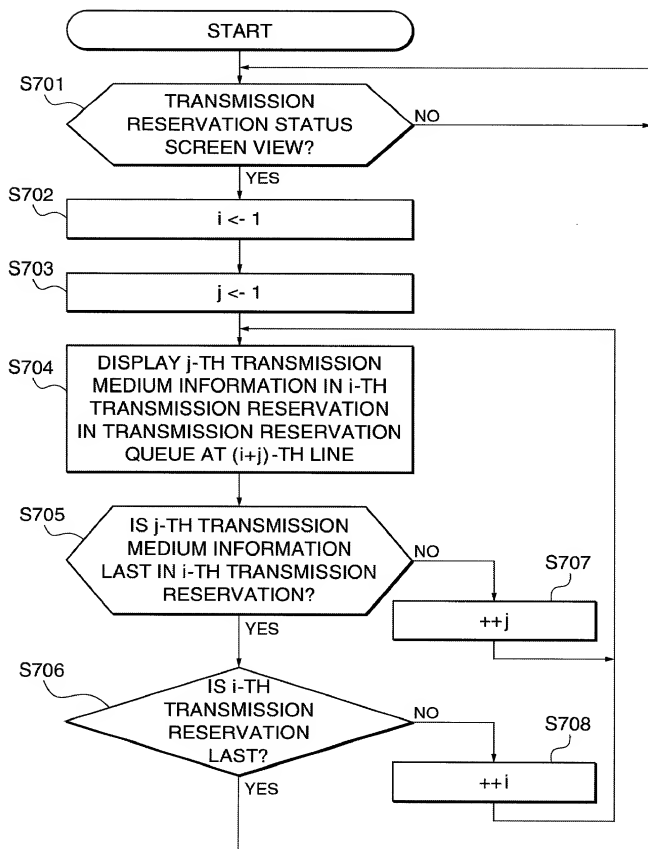 START
S701
TRANSMISSION
RESERVATION STATUS
SCREEN VIEW?
NO
YES
S702
i <- 1
S703
j <- 1
S704
DISPLAY j-TH TRANSMISSION
MEDIUM INFORMATION IN i-TH
TRANSMISSION RESERVATION
IN TRANSMISSION RESERVATION
QUEUE AT (i+j)-TH LINE
S705
IS j-TH TRANSMISSION
MEDIUM INFORMATION
LAST IN i-TH TRANSMISSION
RESERVATION?
NO
S707
++j
YES
S706
IS i-TH
TRANSMISSION
RESERVATION
LAST?
NO
S708
++i
YES